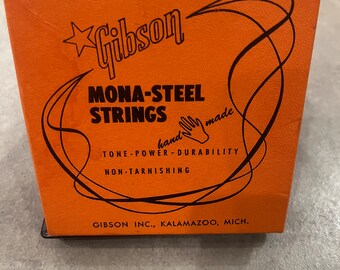 Gibson
MONA-STEEL
STRINGS
hand made
TONE-POWER-DURABILITY
NON-TARNISHING
GIBSON INC., KALAMAZOO, MICH.